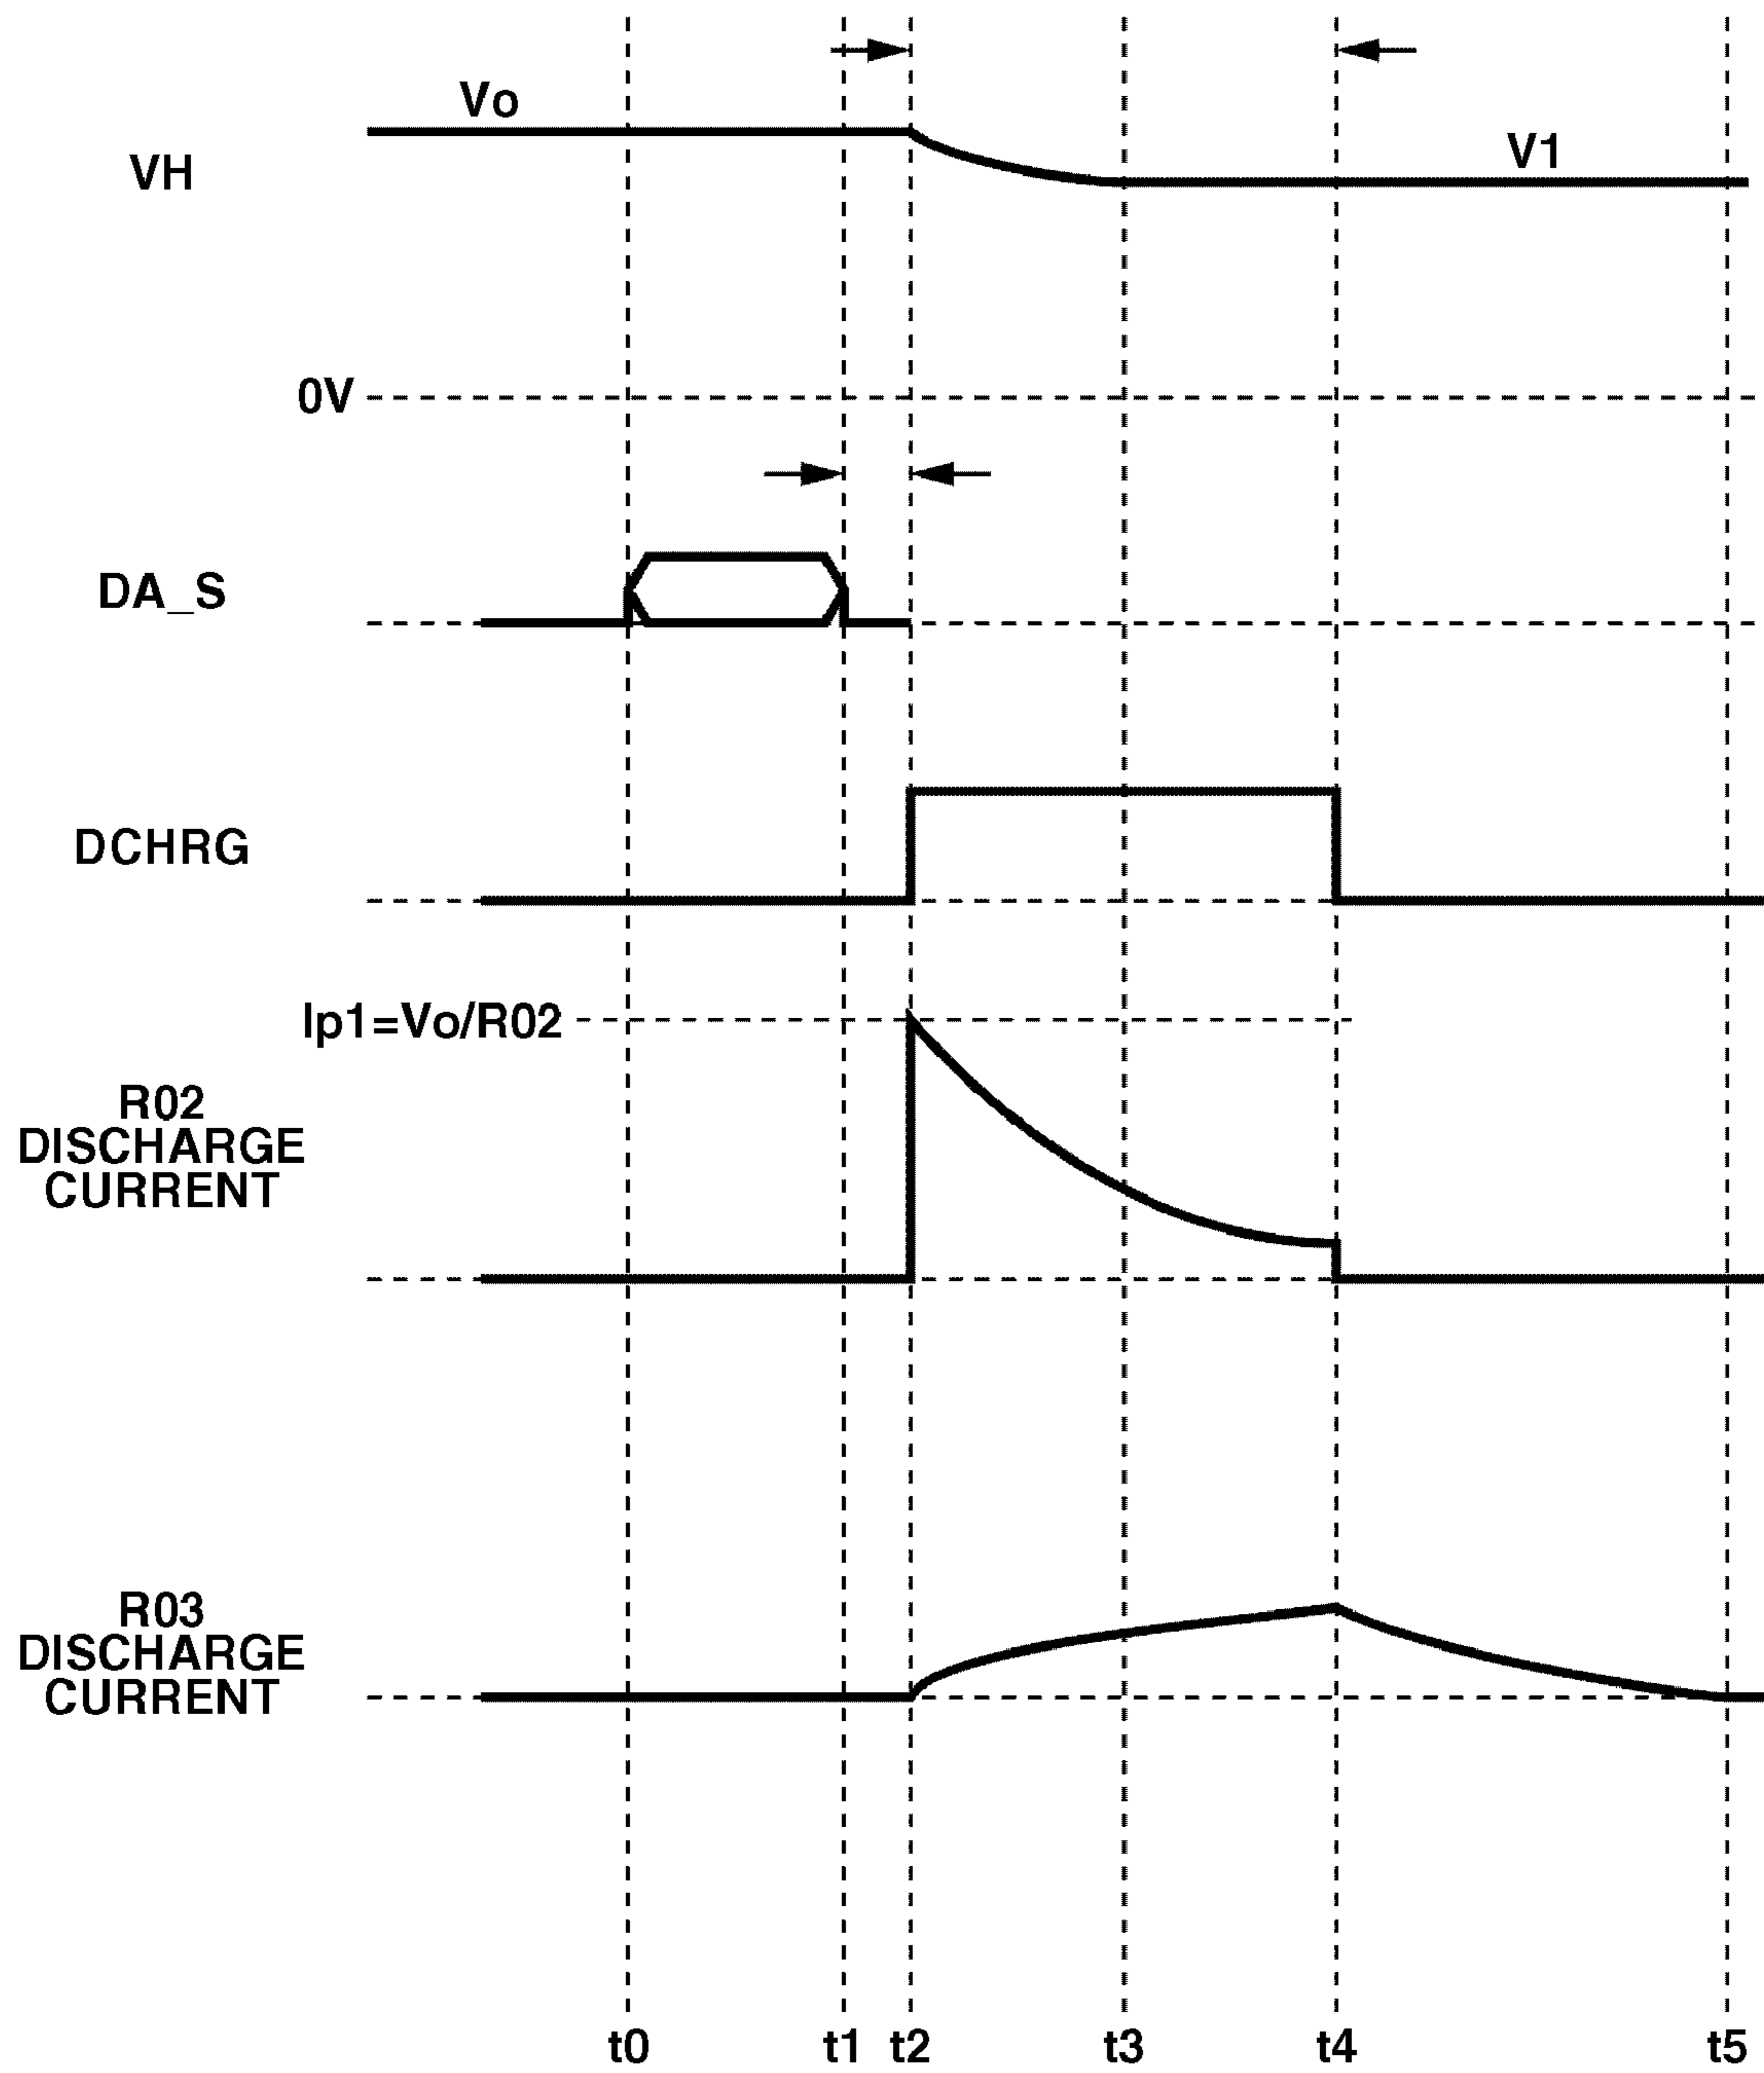 Vo
VH
V1
0V
DA_S
DCHRG
Ip1=Vo/R02
R02
DISCHARGE
CURRENT
R03
DISCHARGE
CURRENT
t0 t1 t2 t3 t4 t5